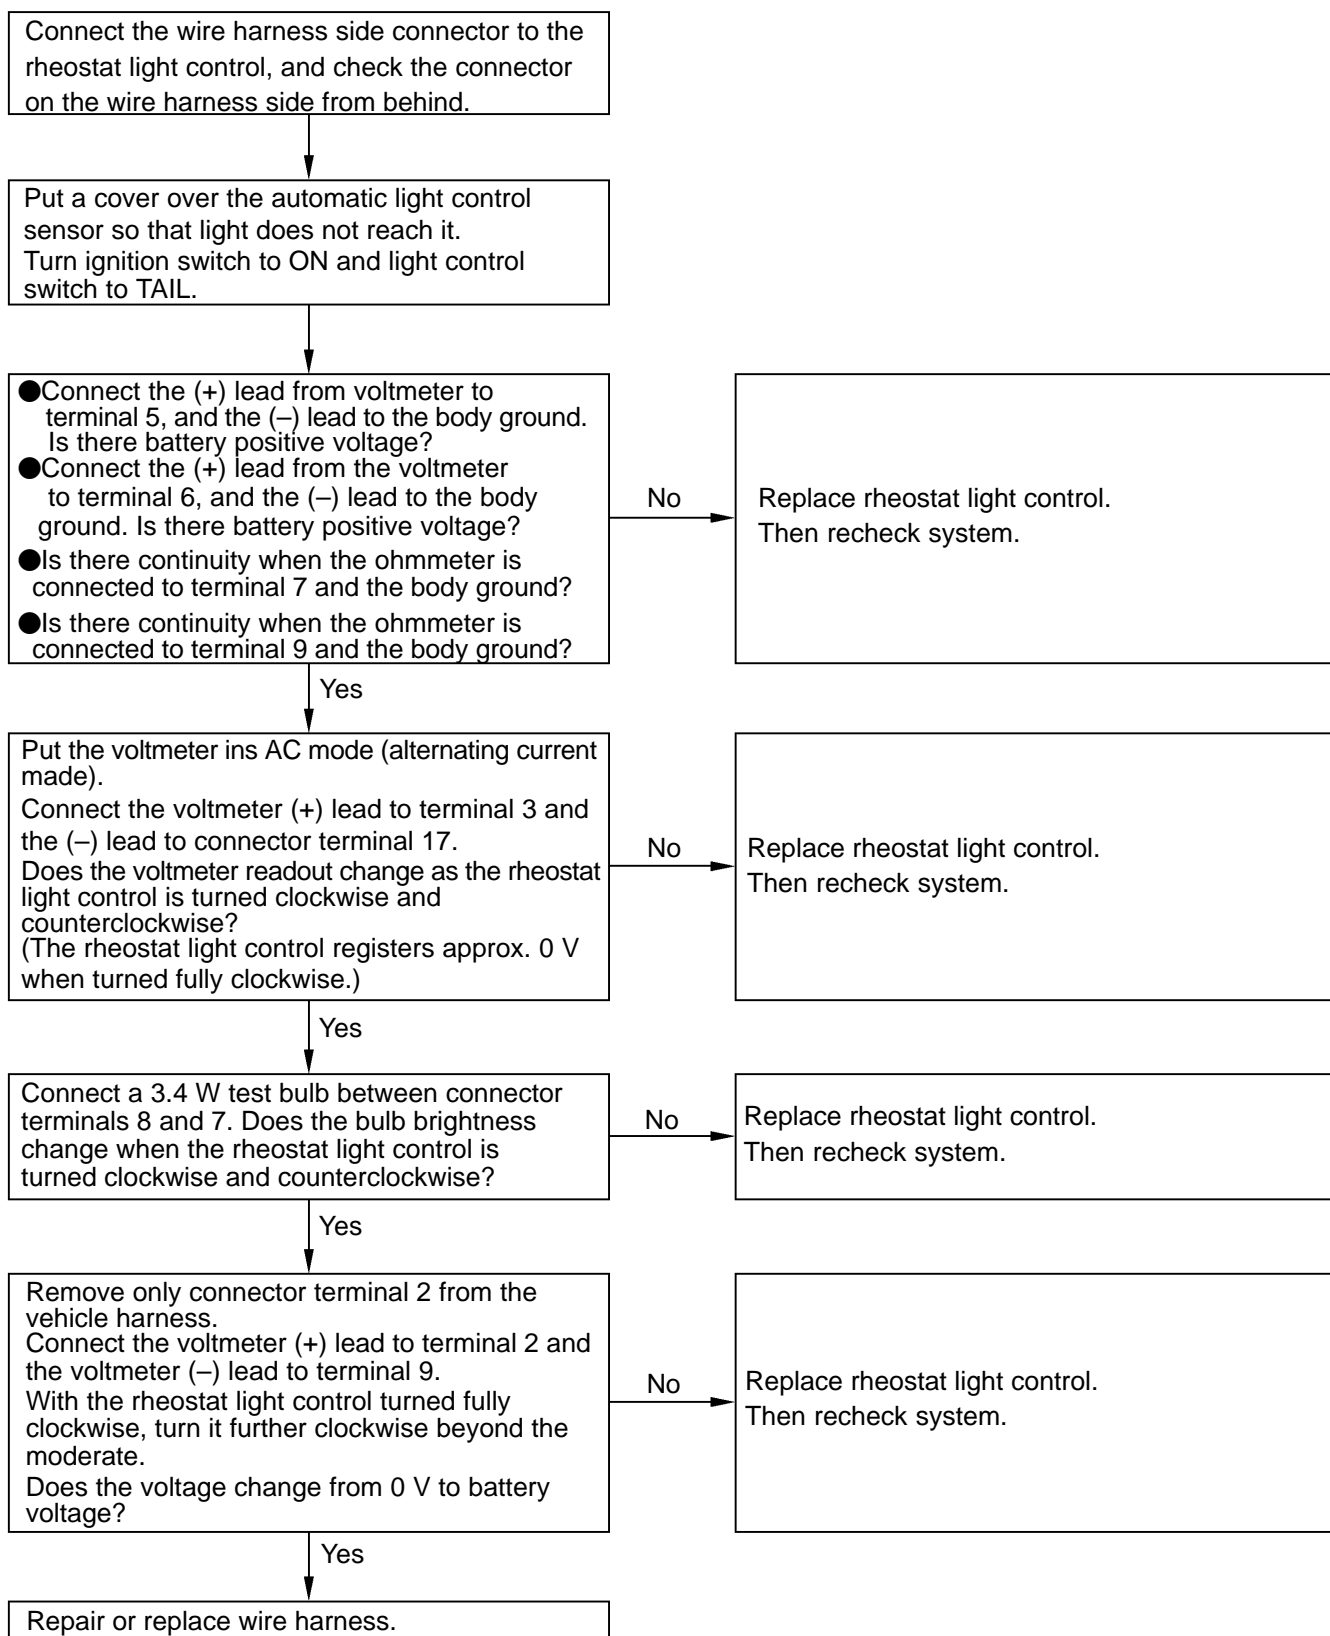 Connect the wire harness side connector to the
rheostat light control, and check the connector
on the wire harness side from behind.
Put a cover over the automatic light control
sensor so that light does not reach it.
Turn ignition switch to ON and light control
switch to TAIL.
●Connect the (+) lead from voltmeter to
terminal 5, and the (–) lead to the body ground.
Is there battery positive voltage?
●Connect the (+) lead from the voltmeter
to terminal 6, and the (–) lead to the body
ground. Is there battery positive voltage?
●Is there continuity when the ohmmeter is
connected to terminal 7 and the body ground?
●Is there continuity when the ohmmeter is
connected to terminal 9 and the body ground?
No
Replace rheostat light control.
Then recheck system.
Yes
Put the voltmeter ins AC mode (alternating current
made).
Connect the voltmeter (+) lead to terminal 3 and
the (–) lead to connector terminal 17.
Does the voltmeter readout change as the rheostat
light control is turned clockwise and
counterclockwise?
(The rheostat light control registers approx. 0 V
when turned fully clockwise.)
No
Replace rheostat light control.
Then recheck system.
Yes
Connect a 3.4 W test bulb between connector
terminals 8 and 7. Does the bulb brightness
change when the rheostat light control is
turned clockwise and counterclockwise?
No
Replace rheostat light control.
Then recheck system.
Yes
Remove only connector terminal 2 from the
vehicle harness.
Connect the voltmeter (+) lead to terminal 2 and
the voltmeter (–) lead to terminal 9.
With the rheostat light control turned fully
clockwise, turn it further clockwise beyond the
moderate.
Does the voltage change from 0 V to battery
voltage?
No
Replace rheostat light control.
Then recheck system.
Yes
Repair or replace wire harness.